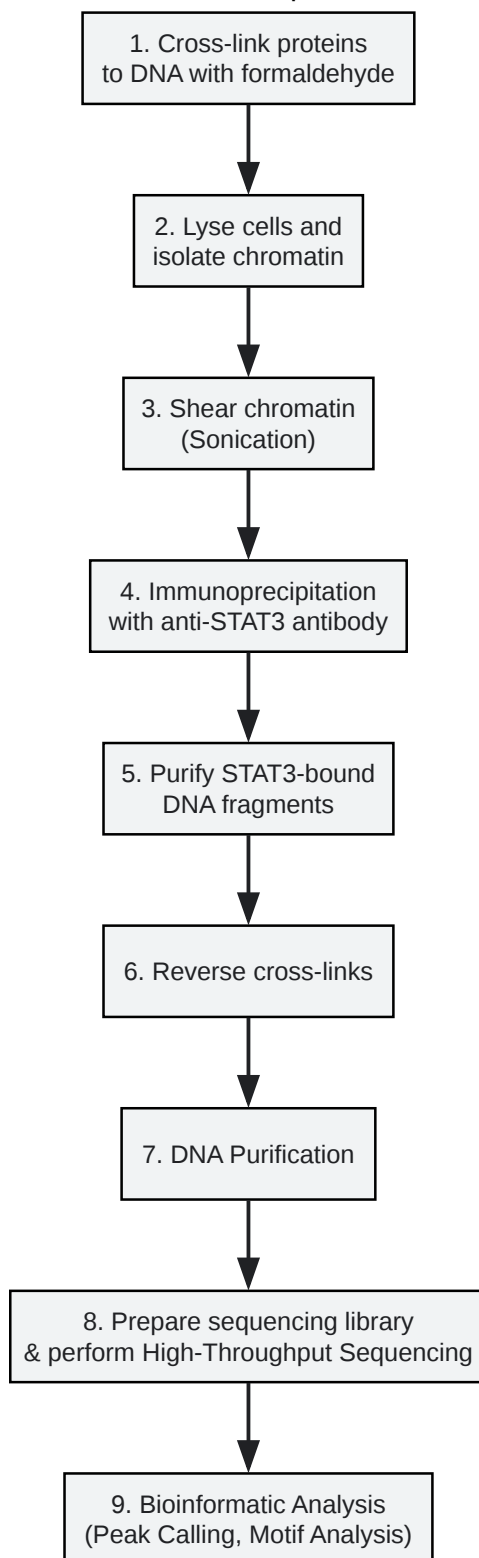 1. Cross-link proteins
to DNA with formaldehyde
2. Lyse cells and
isolate chromatin
3. Shear chromatin
(Sonication)
4. Immunoprecipitation
with anti-STAT3 antibody
5. Purify STAT3-bound
DNA fragments
6. Reverse cross-links
7. DNA Purification
8. Prepare sequencing library
& perform High-Throughput Sequencing
9. Bioinformatic Analysis
(Peak Calling, Motif Analysis)